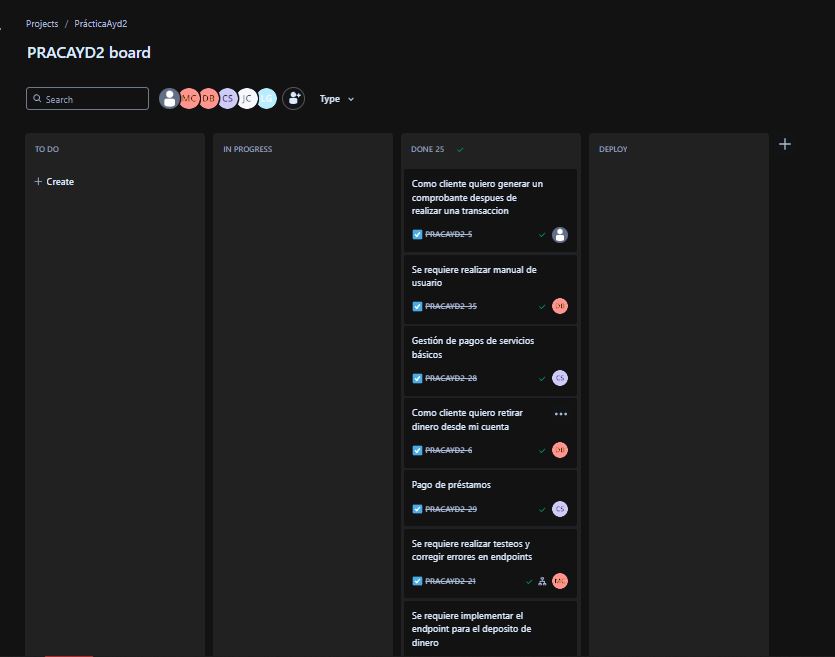 Projects / PrácticaAyd2
PRACAYD2 board
Search
MC DB CS JC
Type
TO DO
IN PROGRESS
DONE 25
DEPLOY
+ Create
Como cliente quiero generar un
comprobante despues de
realizar una transaccion
PRACAYD2-5
Se requiere realizar manual de
usuario
PRACAYD2-35
DB
Gestión de pagos de servicios
básicos
PRACAYD2-28
CS
Como cliente quiero retirar
dinero desde mi cuenta
PRACAYD2-6
DB
Pago de préstamos
PRACAYD2-29
CS
Se requiere realizar testeos y
corregir errores en endpoints
PRACAYD2-21
MC
Se requiere implementar el
endpoint para el deposito de
dinero